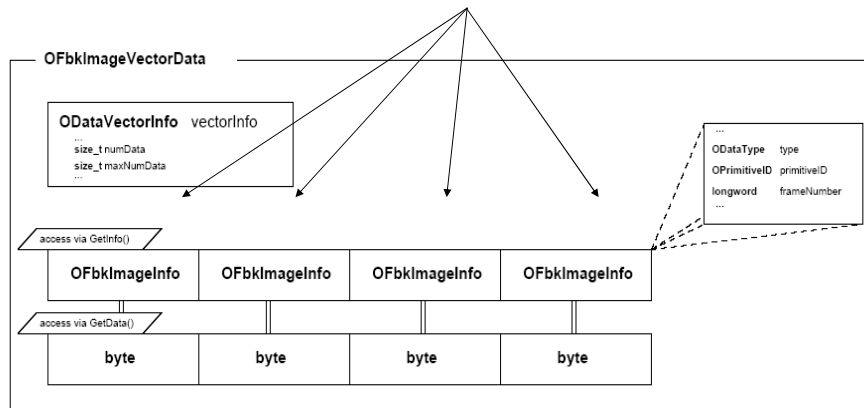 OFbkImageVectorData
ODataVectorInfo vectorInfo
...
size_t numData
size_t maxNumData
...
...
ODataType type
OPrimitiveID primitiveID
longword frameNumber
...
access via GetInfo()
OFbkImageInfo OFbkImageInfo OFbkImageInfo OFbkImageInfo
access via GetData()
byte byte byte byte